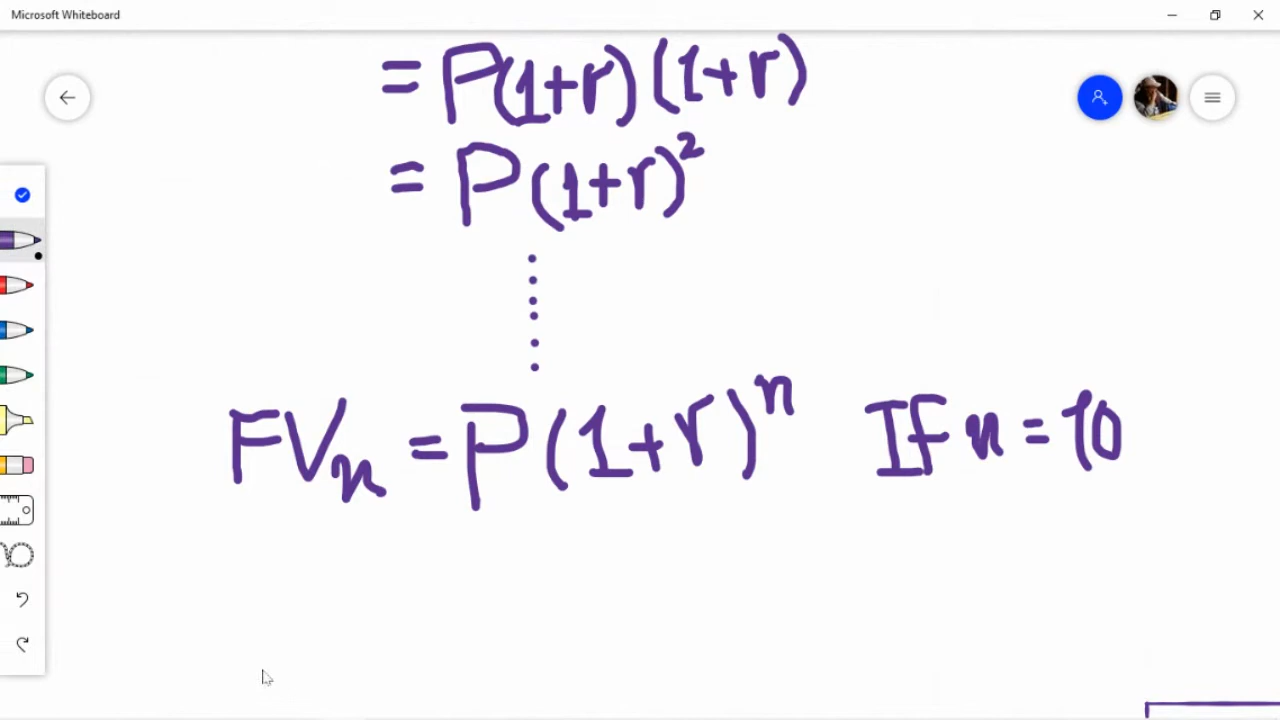 Microsoft Whiteboard
= P(1+r)(1+r)
= P(1+r)²
FVₙ = P(1+r)ⁿ If n = 10